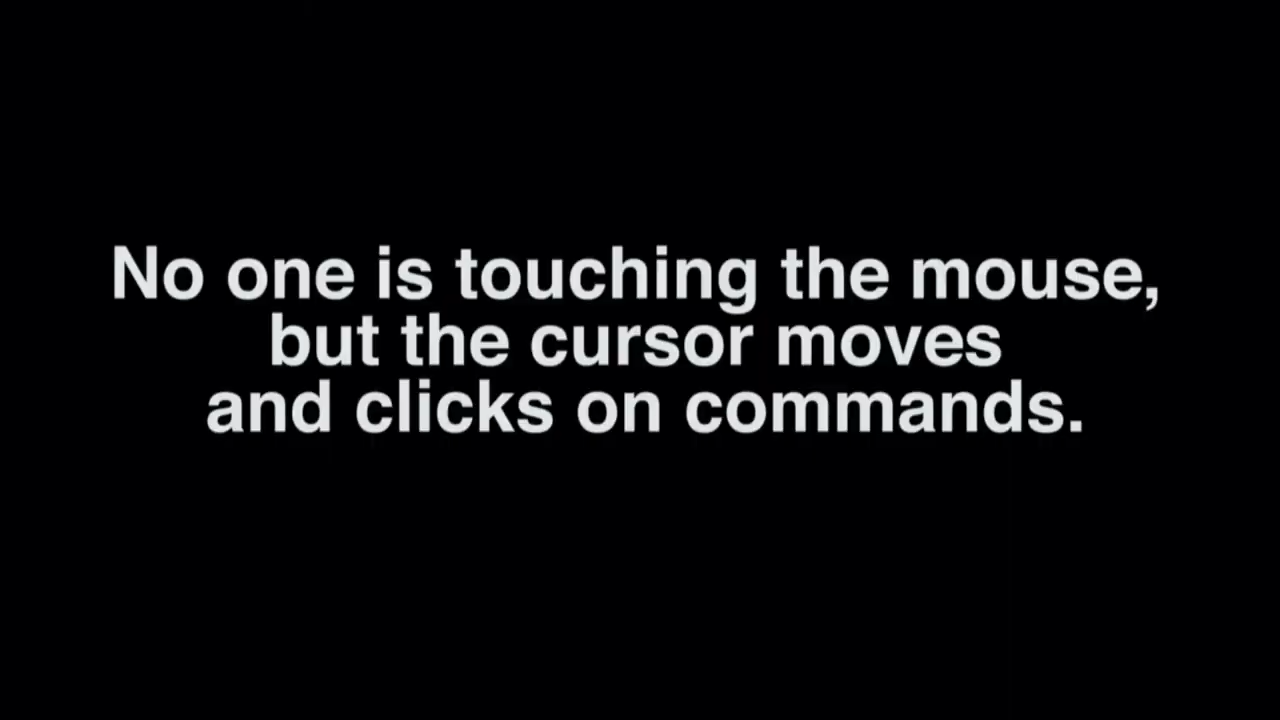 No one is touching the mouse,
but the cursor moves
and clicks on commands.